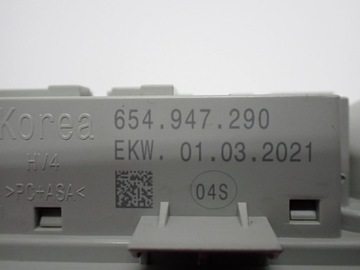 Korea 654.947.290
HV4 EKW. 01.03.2021
>PC+ASA< 04S